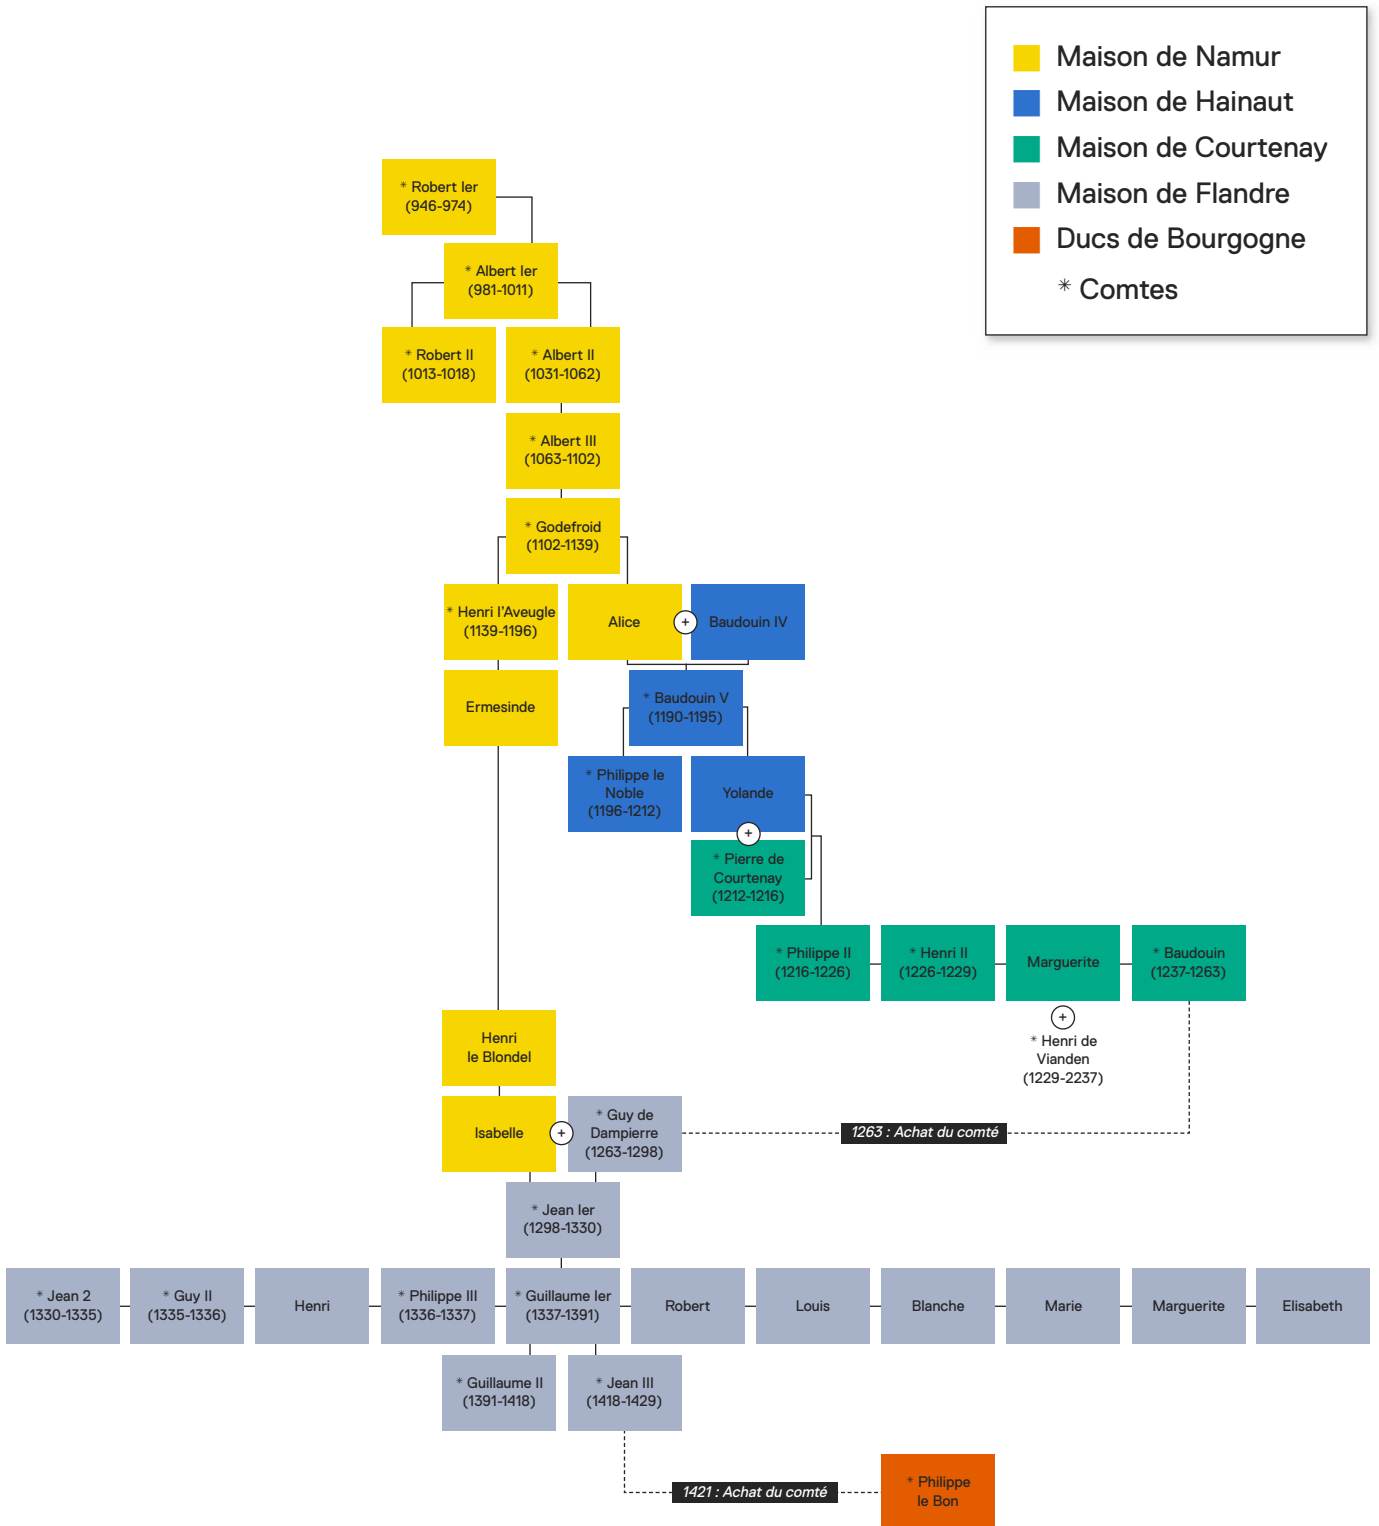 Maison de Namur
Maison de Hainaut
Maison de Courtenay
Maison de Flandre
Ducs de Bourgogne
* Comtes
* Robert Ier
(946-974)
* Albert Ier
(981-1011)
* Robert II
(1013-1018)
* Albert II
(1031-1062)
* Albert III
(1063-1102)
* Godefroid
(1102-1139)
* Henri l'Aveugle
(1139-1196)
Alice
+
Baudouin IV
Ermesinde
* Baudouin V
(1190-1195)
* Philippe le
Noble
(1196-1212)
Yolande
+
* Pierre de
Courtenay
(1212-1216)
* Philippe II
(1216-1226)
* Henri II
(1226-1229)
Marguerite
* Baudouin
(1237-1263)
+
* Henri de
Vianden
(1229-2237)
Henri
le Blondel
Isabelle
+
* Guy de
Dampierre
(1263-1298)
1263 : Achat du comté
* Jean Ier
(1298-1330)
* Jean 2
(1330-1335)
* Guy II
(1335-1336)
Henri
* Philippe III
(1336-1337)
* Guillaume Ier
(1337-1391)
Robert
Louis
Blanche
Marie
Marguerite
Elisabeth
* Guillaume II
(1391-1418)
* Jean III
(1418-1429)
1421 : Achat du comté
* Philippe
le Bon